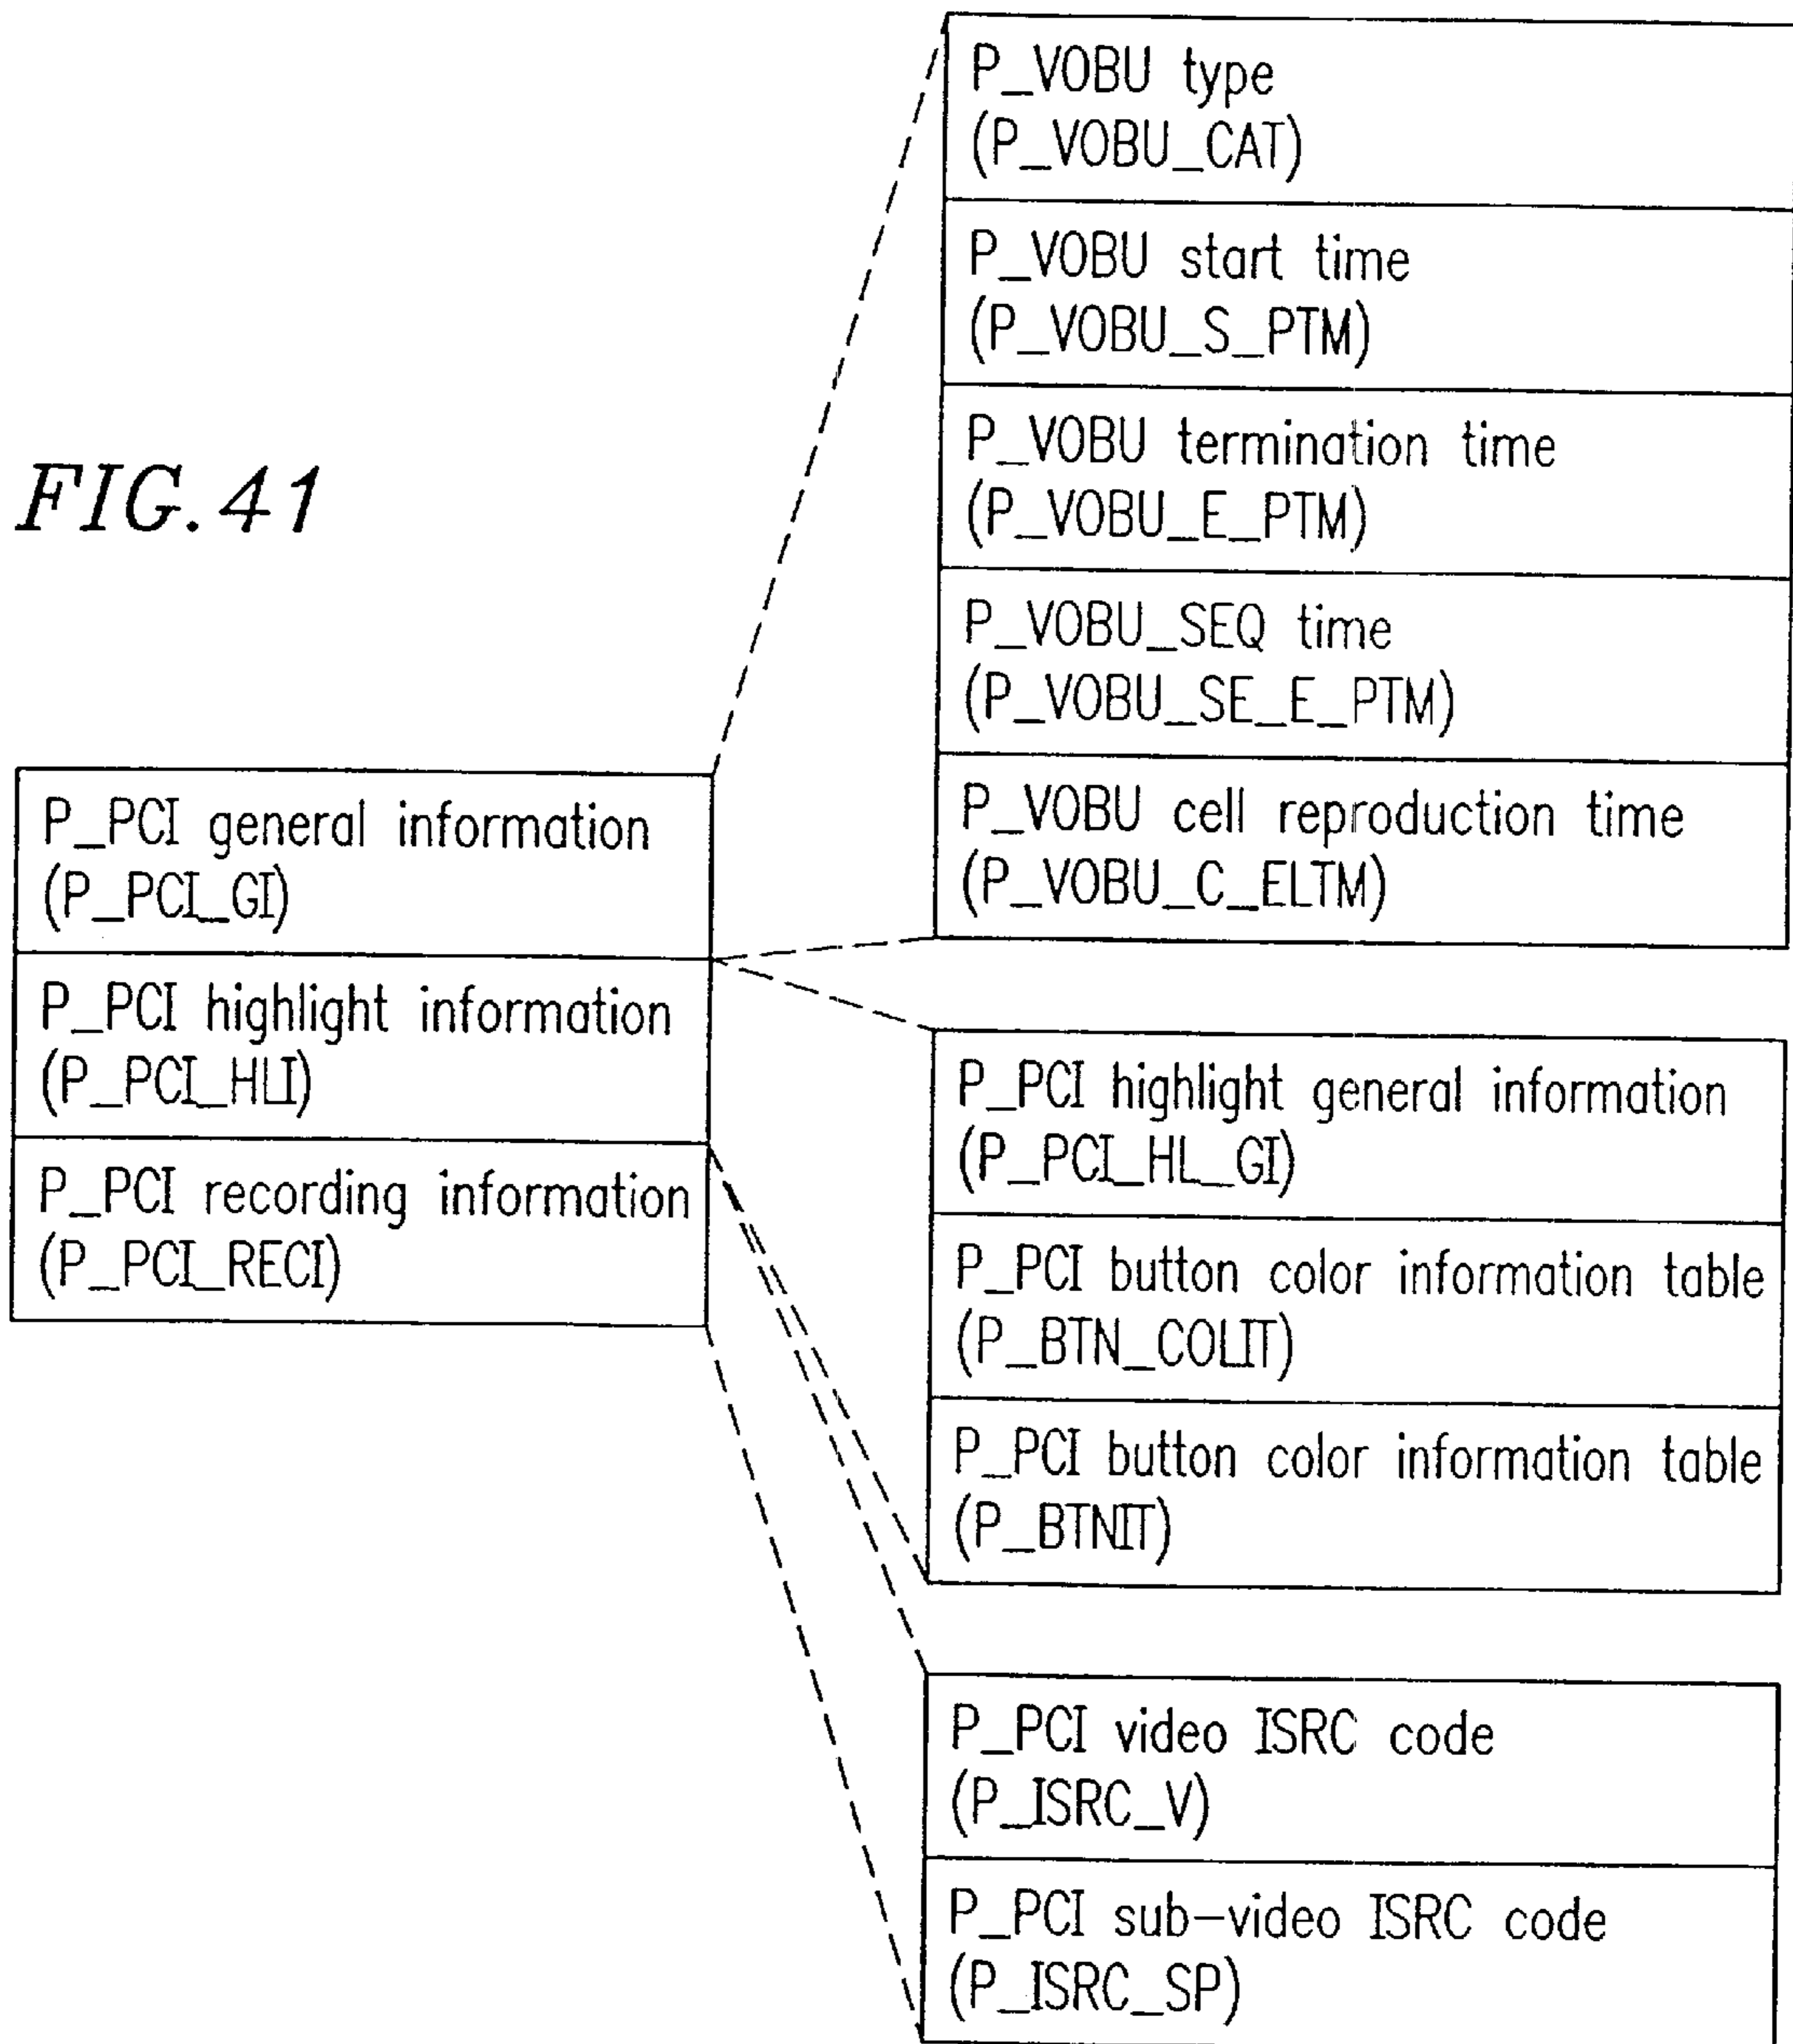 FIG. 41
P_PCI general information
(P_PCI_GI)
P_PCI highlight information
(P_PCI_HLI)
P_PCI recording information
(P_PCI_RECI)
P_VOBU type
(P_VOBU_CAT)
P_VOBU start time
(P_VOBU_S_PTM)
P_VOBU termination time
(P_VOBU_E_PTM)
P_VOBU_SEQ time
(P_VOBU_SE_E_PTM)
P_VOBU cell reproduction time
(P_VOBU_C_ELTM)
P_PCI highlight general information
(P_PCI_HL_GI)
P_PCI button color information table
(P_BTN_COLIT)
P_PCI button color information table
(P_BTNIT)
P_PCI video ISRC code
(P_ISRC_V)
P_PCI sub-video ISRC code
(P_ISRC_SP)